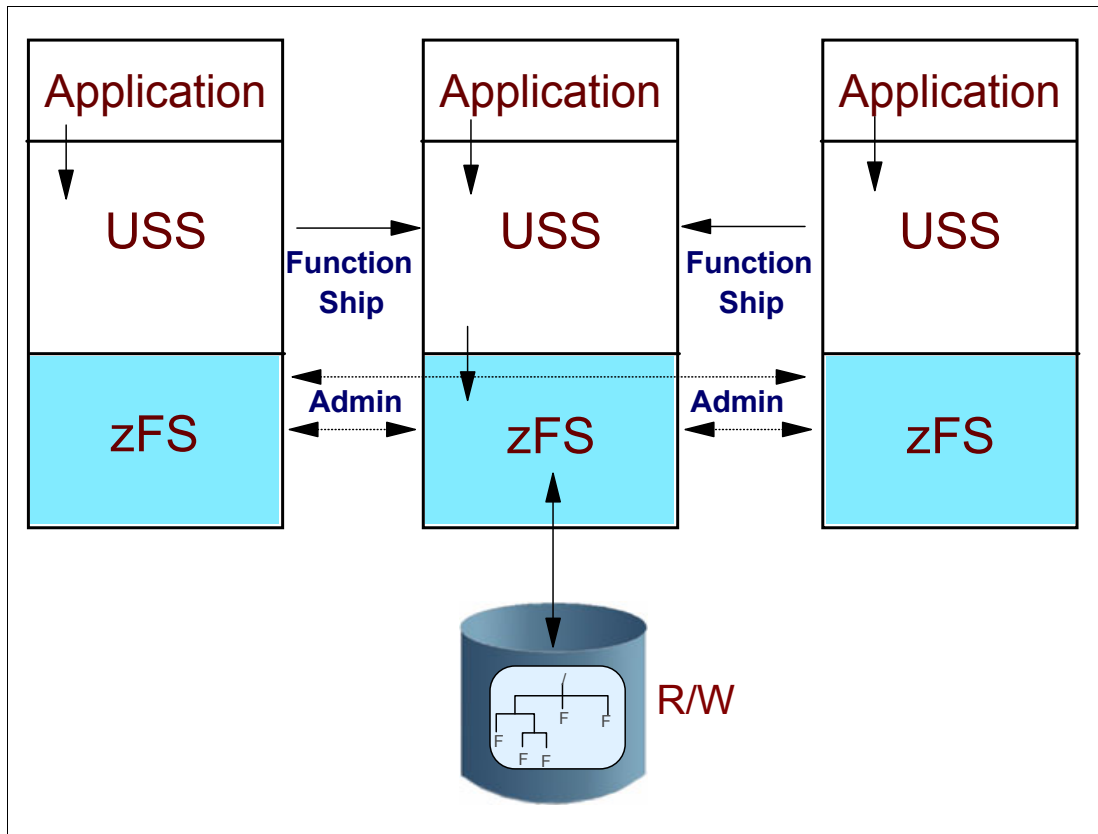 Application
Application
Application
USS
USS
USS
Function
Ship
Function
Ship
Admin
Admin
zFS
zFS
zFS
R/W
/
F
F
F
F
F